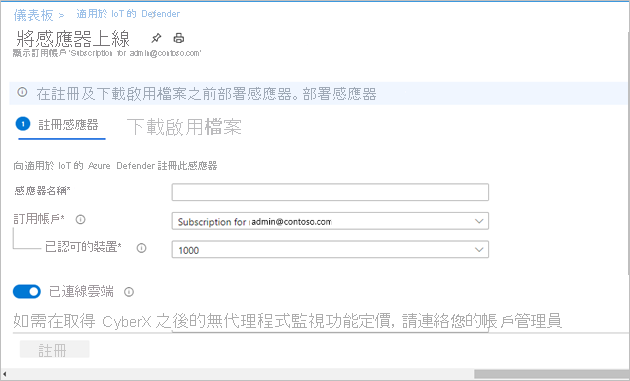 儀表板 > 適用於 IoT 的 Defender
將感應器上線
顯示訂用帳戶 'Subscription for admin@contoso.com'
在註冊及下載啟用檔案之前部署感應器。部署感應器
1 註冊感應器 下載啟用檔案
向適用於 IoT 的 Azure Defender 註冊此感應器
感應器名稱*
訂用帳戶* Subscription for admin@contoso.com
已認可的裝置* 1000
已連線雲端
如需在取得 CyberX 之後的無代理程式監視功能定價, 請連絡您的帳戶管理員
註冊